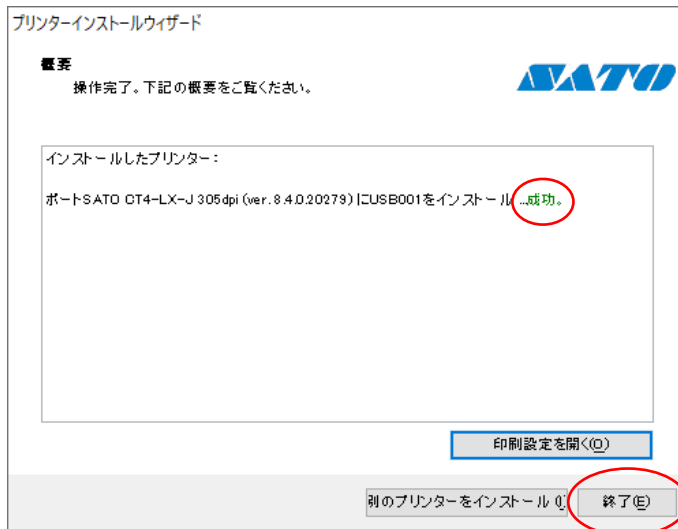 プリンターインストールウィザード
概要
操作完了。下記の概要をご覧ください。
SATO
インストールしたプリンター:
ポートSATO CT4-LX-J 305dpi (ver.8.4.0.20279)にUSB001をインストール ...成功。
印刷設定を開く(O)
別のプリンターをインストール(I)
終了(E)